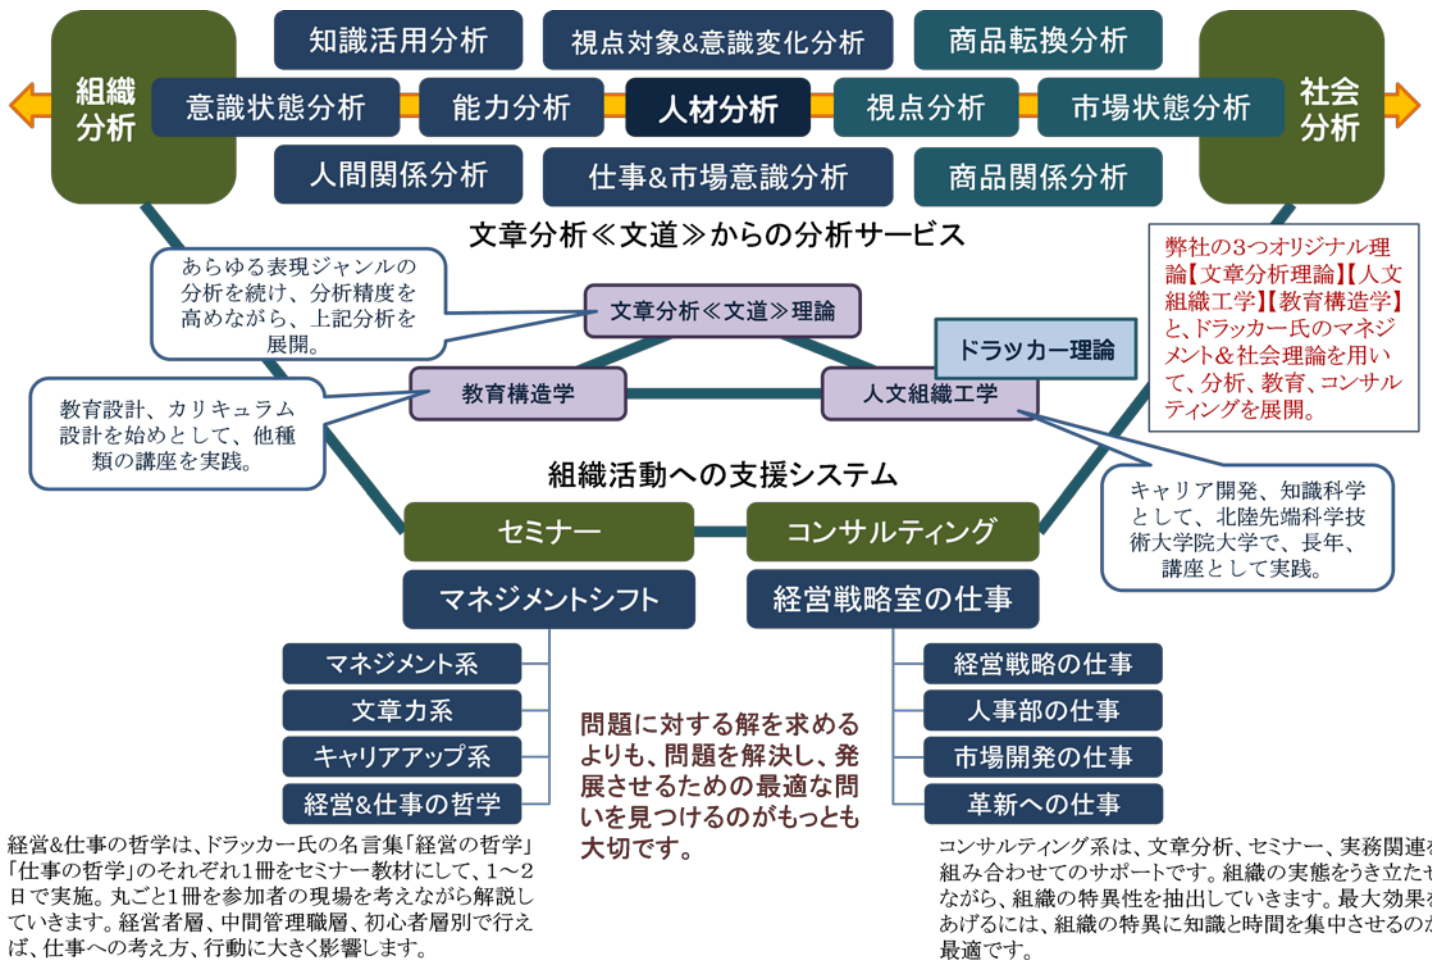 知識活用分析
視点対象&意識変化分析
商品転換分析
組織
分析
意識状態分析
能力分析
人材分析
視点分析
市場状態分析
社会
分析
人間関係分析
仕事&市場意識分析
商品関係分析
文章分析≪文道≫からの分析サービス
あらゆる表現ジャンルの
分析を続け、分析精度を
高めながら、上記分析を
展開。
弊社の3つオリジナル理
論【文章分析理論】【人文
組織工学】【教育構造学】
と、ドラッカー氏のマネジ
メント&社会理論を用い
て、分析、教育、コンサル
ティングを展開。
文章分析≪文道≫理論
ドラッカー理論
教育構造学
人文組織工学
教育設計、カリキュラム
設計を始めとして、他種
類の講座を実践。
組織活動への支援システム
キャリア開発、知識科学
として、北陸先端科学技
術大学院大学で、長年、
講座として実践。
セミナー
コンサルティング
マネジメントシフト
経営戦略室の仕事
マネジメント系
文章力系
キャリアアップ系
経営&仕事の哲学
経営戦略の仕事
人事部の仕事
市場開発の仕事
革新への仕事
問題に対する解を求める
よりも、問題を解決し、発
展させるための最適な問
いを見つけるのがもっとも
大切です。
経営&仕事の哲学は、ドラッカー氏の名言集「経営の哲学」
「仕事の哲学」のそれぞれ1冊をセミナー教材にして、1～2
日で実施。丸ごと1冊を参加者の現場を考えながら解説し
ていきます。経営者層、中間管理職層、初心者層別で行え
ば、仕事への考え方、行動に大きく影響します。
コンサルティング系は、文章分析、セミナー、実務関連を
組み合わせてのサポートです。組織の実態をうき立たせ
ながら、組織の特異性を抽出していきます。最大効果を
あげるには、組織の特異に知識と時間を集中させるのが
最適です。